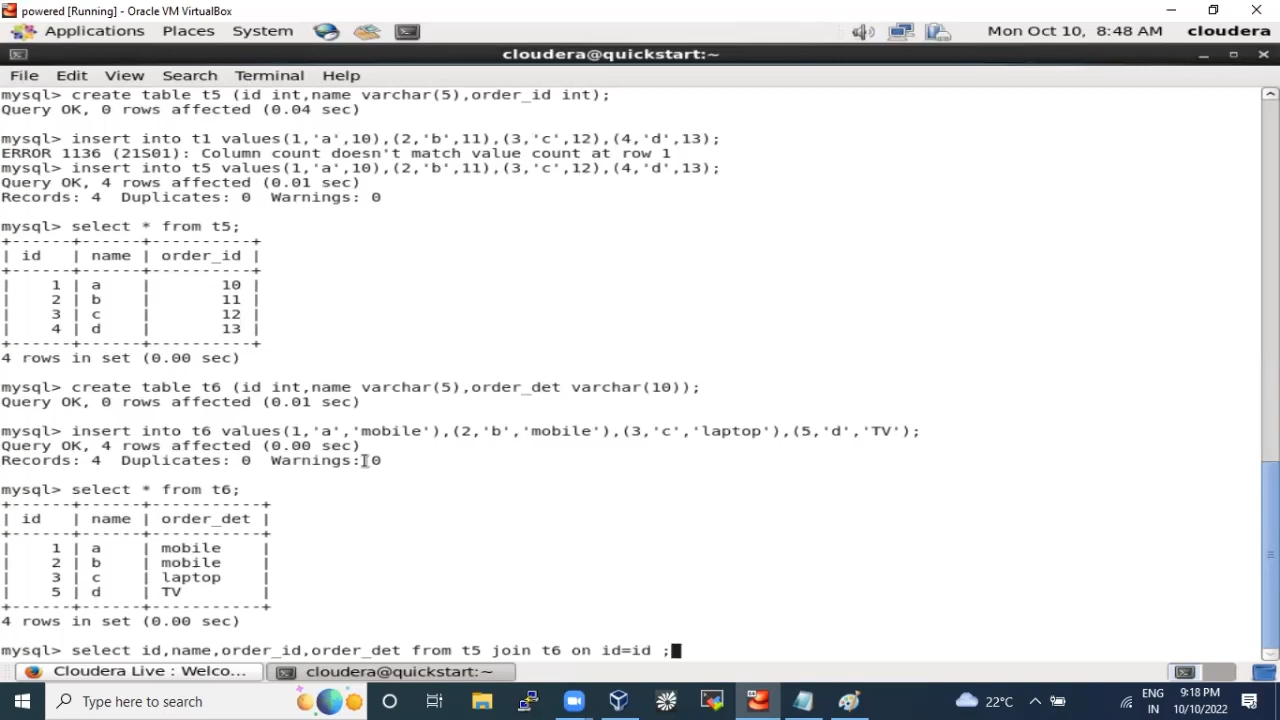 powered [Running] - Oracle VM VirtualBox
Applications Places System Mon Oct 10, 8:48 AM cloudera
cloudera@quickstart:~
File Edit View Search Terminal Help
mysql> create table t5 (id int,name varchar(5),order_id int);
Query OK, 0 rows affected (0.04 sec)
mysql> insert into t1 values(1,'a',10),(2,'b',11),(3,'c',12),(4,'d',13);
ERROR 1136 (21S01): Column count doesn't match value count at row 1
mysql> insert into t5 values(1,'a',10),(2,'b',11),(3,'c',12),(4,'d',13);
Query OK, 4 rows affected (0.01 sec)
Records: 4  Duplicates: 0  Warnings: 0
mysql> select * from t5;
+------+------+----------+
| id   | name | order_id |
+------+------+----------+
|    1 | a    |       10 |
|    2 | b    |       11 |
|    3 | c    |       12 |
|    4 | d    |       13 |
+------+------+----------+
4 rows in set (0.00 sec)
mysql> create table t6 (id int,name varchar(5),order_det varchar(10));
Query OK, 0 rows affected (0.01 sec)
mysql> insert into t6 values(1,'a','mobile'),(2,'b','mobile'),(3,'c','laptop'),(5,'d','TV');
Query OK, 4 rows affected (0.00 sec)
Records: 4  Duplicates: 0  Warnings: 0
mysql> select * from t6;
+------+------+-----------+
| id   | name | order_det |
+------+------+-----------+
|    1 | a    | mobile    |
|    2 | b    | mobile    |
|    3 | c    | laptop    |
|    5 | d    | TV        |
+------+------+-----------+
4 rows in set (0.00 sec)
mysql> select id,name,order_id,order_det from t5 join t6 on id=id ;
Cloudera Live : Welco... cloudera@quickstart:~
Type here to search 22°C ENG 9:18 PM
IN 10/10/2022